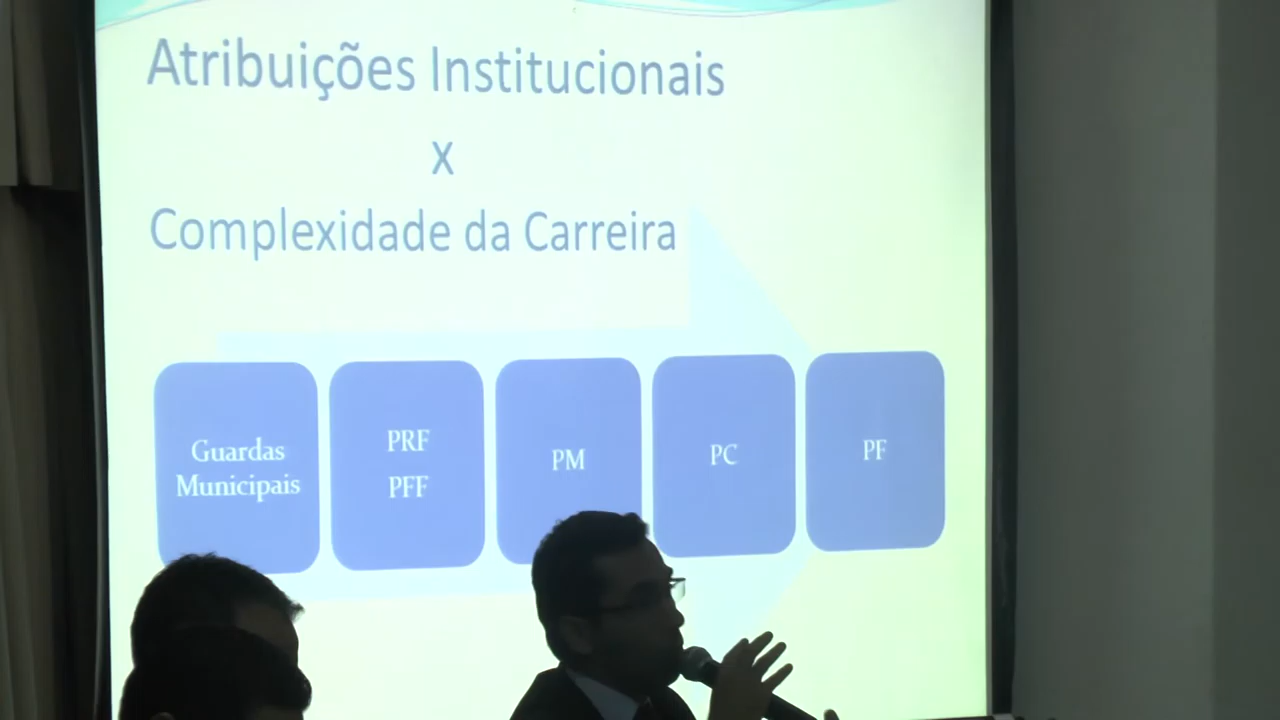 Atribuições Institucionais
x
Complexidade da Carreira
Guardas
Municipais
PRF
PFF
PM
PC
PF